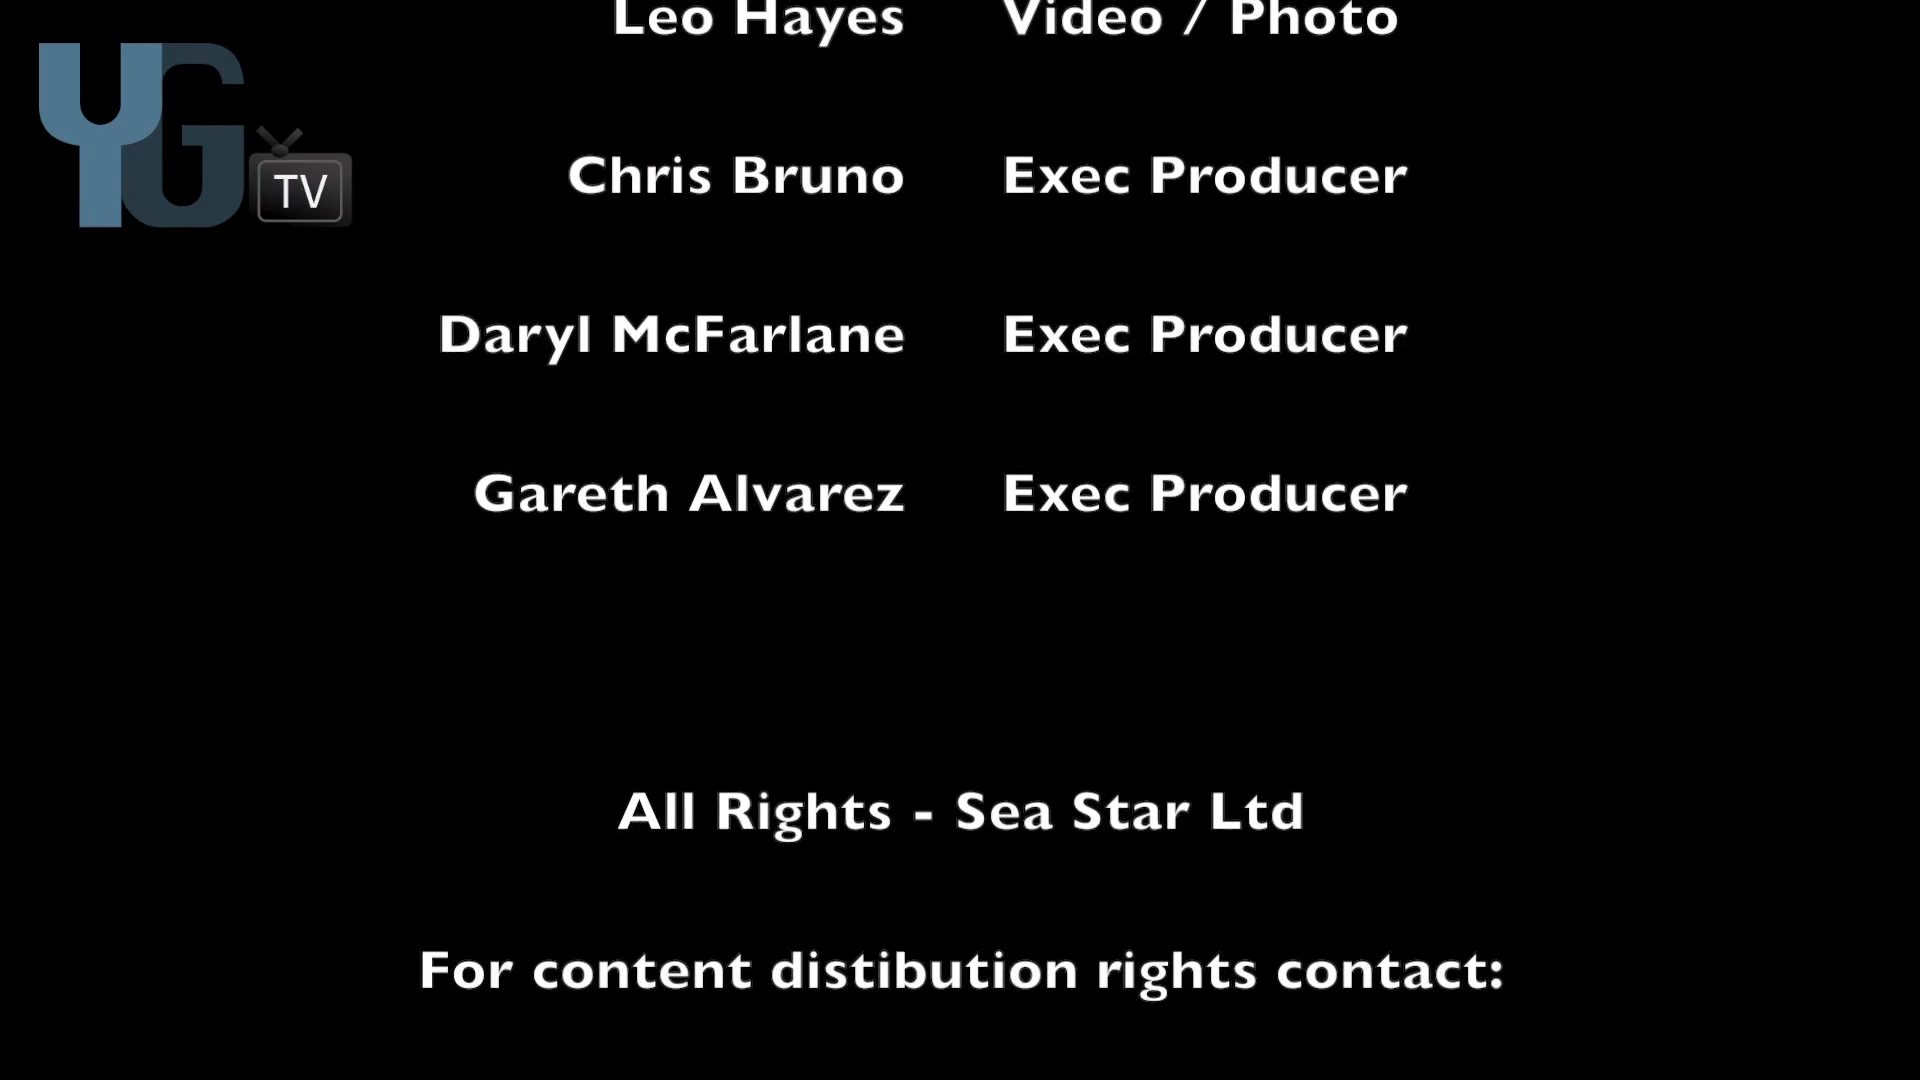 Leo Hayes Video / Photo
YG TV
Chris Bruno Exec Producer
Daryl McFarlane Exec Producer
Gareth Alvarez Exec Producer
All Rights - Sea Star Ltd
For content distibution rights contact: